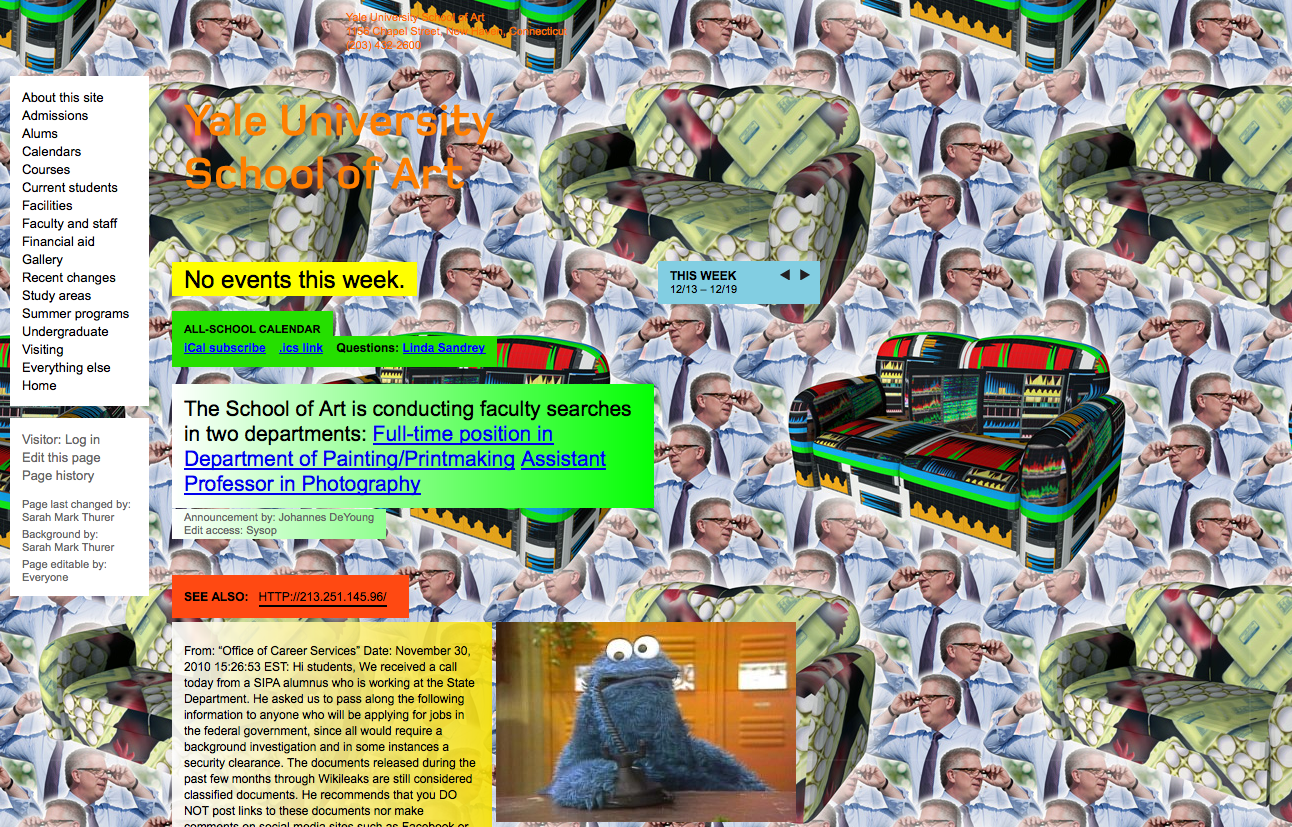 Yale University School of Art
1156 Chapel Street, New Haven, Connecticut
(203) 432-2600
About this site
Admissions
Alums
Calendars
Courses
Current students
Facilities
Faculty and staff
Financial aid
Gallery
Recent changes
Study areas
Summer programs
Undergraduate
Visiting
Everything else
Home
Visitor: Log in
Edit this page
Page history
Page last changed by:
Sarah Mark Thurer
Background by:
Sarah Mark Thurer
Page editable by:
Everyone
Yale University
School of Art
No events this week.
THIS WEEK
12/13 – 12/19
ALL-SCHOOL CALENDAR
iCal subscribe .ics link Questions: Linda Sandrey
The School of Art is conducting faculty searches
in two departments: Full-time position in
Department of Painting/Printmaking Assistant
Professor in Photography
Announcement by: Johannes DeYoung
Edit access: Sysop
SEE ALSO: HTTP://213.251.145.96/
From: “Office of Career Services” Date: November 30,
2010 15:26:53 EST: Hi students, We received a call
today from a SIPA alumnus who is working at the State
Department. He asked us to pass along the following
information to anyone who will be applying for jobs in
the federal government, since all would require a
background investigation and in some instances a
security clearance. The documents released during the
past few months through Wikileaks are still considered
classified documents. He recommends that you DO
NOT post links to these documents nor make
comments on social media sites such as Facebook or